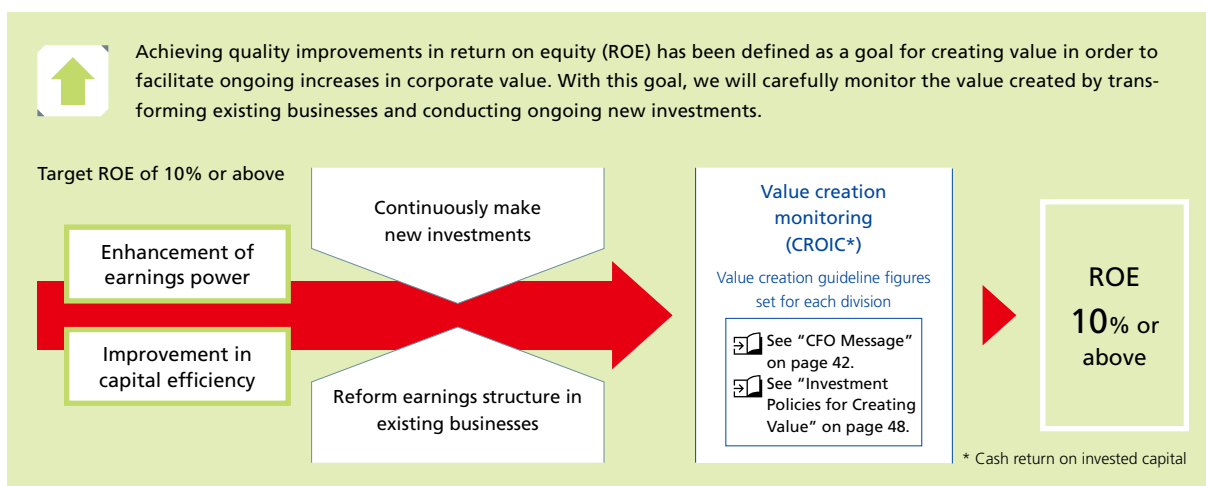 Achieving quality improvements in return on equity (ROE) has been defined as a goal for creating value in order to
facilitate ongoing increases in corporate value. With this goal, we will carefully monitor the value created by trans-
forming existing businesses and conducting ongoing new investments.
Target ROE of 10% or above
Enhancement of
earnings power
Improvement in
capital efficiency
Continuously make
new investments
Reform earnings structure in
existing businesses
Value creation
monitoring
(CROIC*)
Value creation guideline figures
set for each division
See “CFO Message”
on page 42.
See “Investment
Policies for Creating
Value” on page 48.
ROE
10% or
above
* Cash return on invested capital